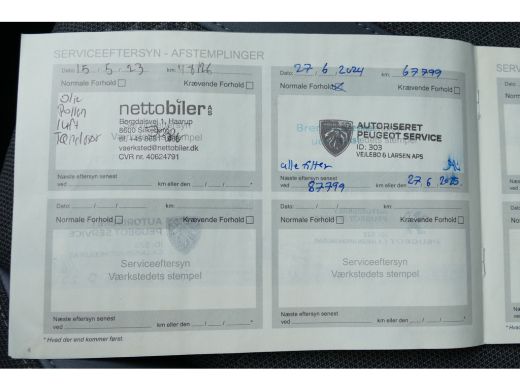 SERVICEEFTERSYN - AFSTEMPLINGER
Dato: 15.5.23 km.
Normale Forhold Krævende Forhold
Olie
Pollen
Luft
nettobiler A/S
Bergdalsvej 1, Haarup
8600 Silkeborg
Værkstedets stempel
vaerksted@nettobiler.dk
CVR nr. 40624791
Næste eftersyn senest
ved km eller den / / *
Dato: 27.6.2024 km. 67799
Normale Forhold Krævende Forhold
AUTORISERET
PEUGEOT SERVICE
ID: 303
VEJLEBO & LARSEN APS
alle filter
Næste eftersyn senest
ved 87799 km eller den 27.6.2025 *
Dato: / / km.
Normale Forhold Krævende Forhold
Serviceeftersyn
Værkstedets stempel
Næste eftersyn senest
ved km eller den / / *
Dato: / / km.
Normale Forhold Krævende Forhold
Serviceeftersyn
Værkstedets stempel
Næste eftersyn senest
ved km eller den / / *
* Hvad der end kommer først.